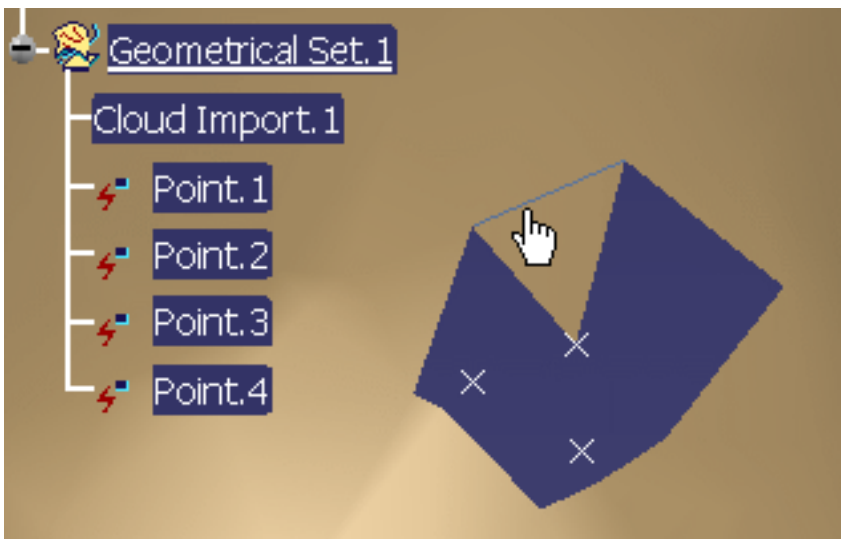 Geometrical Set.1
Cloud Import.1
Point.1
Point.2
Point.3
Point.4